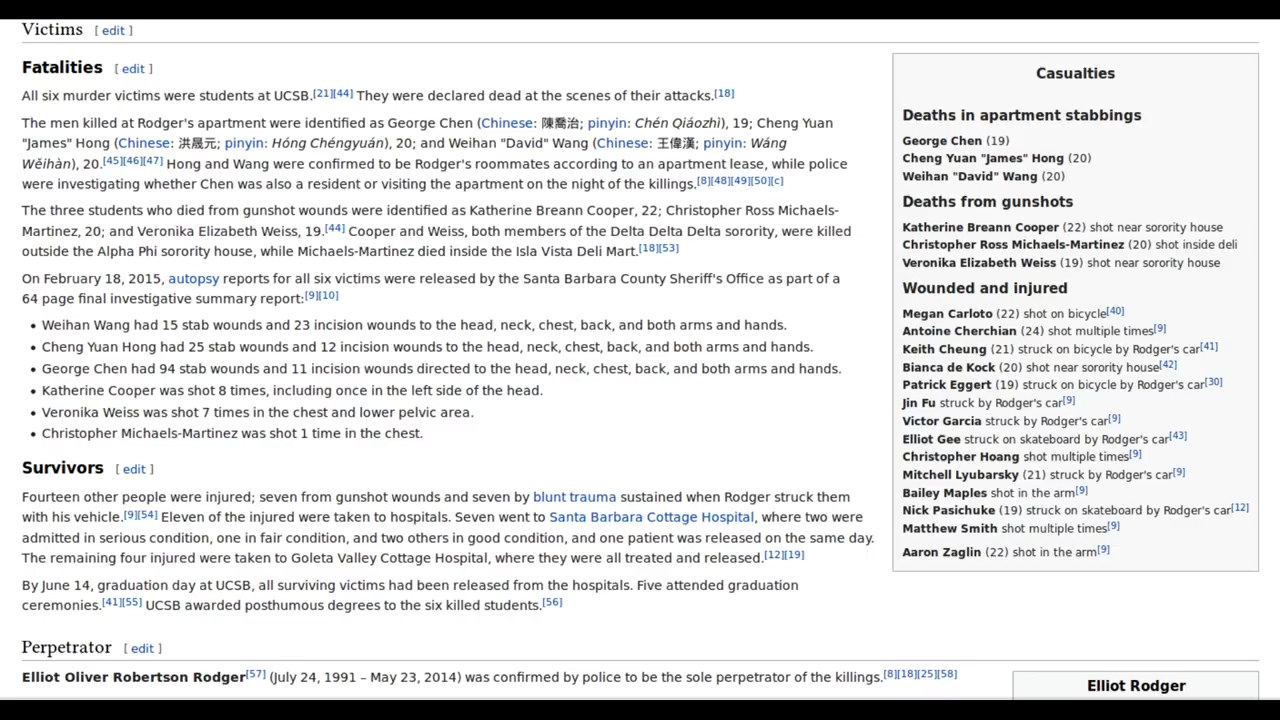 Victims [ edit ]
Fatalities [ edit ]
All six murder victims were students at UCSB.[21][44] They were declared dead at the scenes of their attacks.[18]
The men killed at Rodger's apartment were identified as George Chen (Chinese: 陳喬治; pinyin: Chén Qiáozhì), 19; Cheng Yuan
"James" Hong (Chinese: 洪晟元; pinyin: Hóng Chéngyuán), 20; and Weihan "David" Wang (Chinese: 王偉漢; pinyin: Wáng
Wěihàn), 20.[45][46][47] Hong and Wang were confirmed to be Rodger's roommates according to an apartment lease, while police
were investigating whether Chen was also a resident or visiting the apartment on the night of the killings.[8][48][49][50][c]
The three students who died from gunshot wounds were identified as Katherine Breann Cooper, 22; Christopher Ross Michaels-
Martinez, 20; and Veronika Elizabeth Weiss, 19.[44] Cooper and Weiss, both members of the Delta Delta Delta sorority, were killed
outside the Alpha Phi sorority house, while Michaels-Martinez died inside the Isla Vista Deli Mart.[18][53]
On February 18, 2015, autopsy reports for all six victims were released by the Santa Barbara County Sheriff's Office as part of a
64 page final investigative summary report:[9][10]
• Weihan Wang had 15 stab wounds and 23 incision wounds to the head, neck, chest, back, and both arms and hands.
• Cheng Yuan Hong had 25 stab wounds and 12 incision wounds to the head, neck, chest, back, and both arms and hands.
• George Chen had 94 stab wounds and 11 incision wounds directed to the head, neck, chest, back, and both arms and hands.
• Katherine Cooper was shot 8 times, including once in the left side of the head.
• Veronika Weiss was shot 7 times in the chest and lower pelvic area.
• Christopher Michaels-Martinez was shot 1 time in the chest.
Survivors [ edit ]
Fourteen other people were injured; seven from gunshot wounds and seven by blunt trauma sustained when Rodger struck them
with his vehicle.[9][54] Eleven of the injured were taken to hospitals. Seven went to Santa Barbara Cottage Hospital, where two were
admitted in serious condition, one in fair condition, and two others in good condition, and one patient was released on the same day.
The remaining four injured were taken to Goleta Valley Cottage Hospital, where they were all treated and released.[12][19]
By June 14, graduation day at UCSB, all surviving victims had been released from the hospitals. Five attended graduation
ceremonies.[41][55] UCSB awarded posthumous degrees to the six killed students.[56]
Casualties
Deaths in apartment stabbings
George Chen (19)
Cheng Yuan "James" Hong (20)
Weihan "David" Wang (20)
Deaths from gunshots
Katherine Breann Cooper (22) shot near sorority house
Christopher Ross Michaels-Martinez (20) shot inside deli
Veronika Elizabeth Weiss (19) shot near sorority house
Wounded and injured
Megan Carloto (22) shot on bicycle[40]
Antoine Cherchian (24) shot multiple times[9]
Keith Cheung (21) struck on bicycle by Rodger's car[41]
Bianca de Kock (20) shot near sorority house[42]
Patrick Eggert (19) struck on bicycle by Rodger's car[30]
Jin Fu struck by Rodger's car[9]
Victor Garcia struck by Rodger's car[9]
Elliot Gee struck on skateboard by Rodger's car[43]
Christopher Hoang shot multiple times[9]
Mitchell Lyubarsky (21) struck by Rodger's car[9]
Bailey Maples shot in the arm[9]
Nick Pasichuke (19) struck on skateboard by Rodger's car[12]
Matthew Smith shot multiple times[9]
Aaron Zaglin (22) shot in the arm[9]
Perpetrator [ edit ]
Elliot Oliver Robertson Rodger[57] (July 24, 1991 – May 23, 2014) was confirmed by police to be the sole perpetrator of the killings.[8][18][25][58]
Elliot Rodger